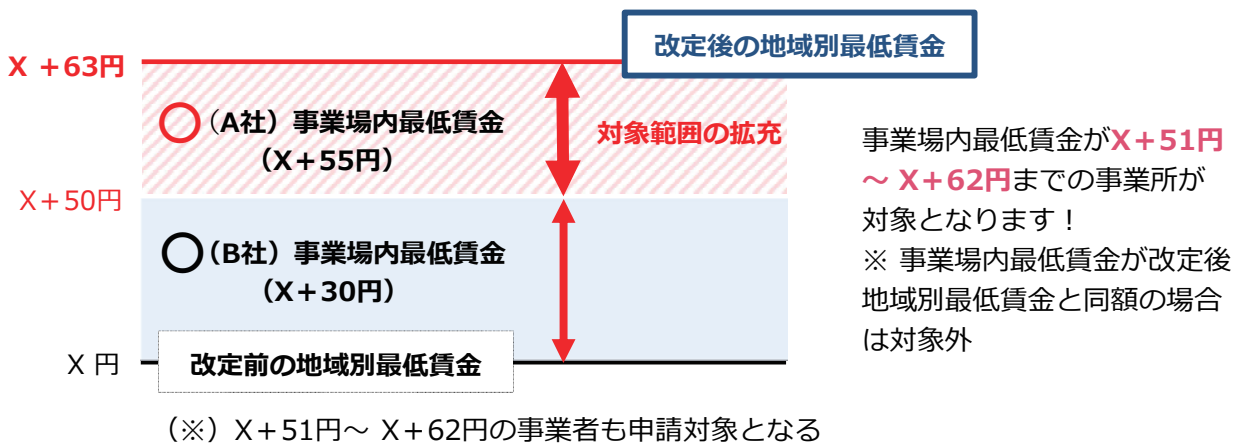 改定後の地域別最低賃金
X +63円
(A社)事業場内最低賃金
(X+55円)
対象範囲の拡充
X+50円
(B社)事業場内最低賃金
(X+30円)
X 円
改定前の地域別最低賃金
事業場内最低賃金がX+51円
~ X+62円までの事業所が
対象となります!
※ 事業場内最低賃金が改定後
地域別最低賃金と同額の場合
は対象外
(※)X+51円~ X+62円の事業者も申請対象となる